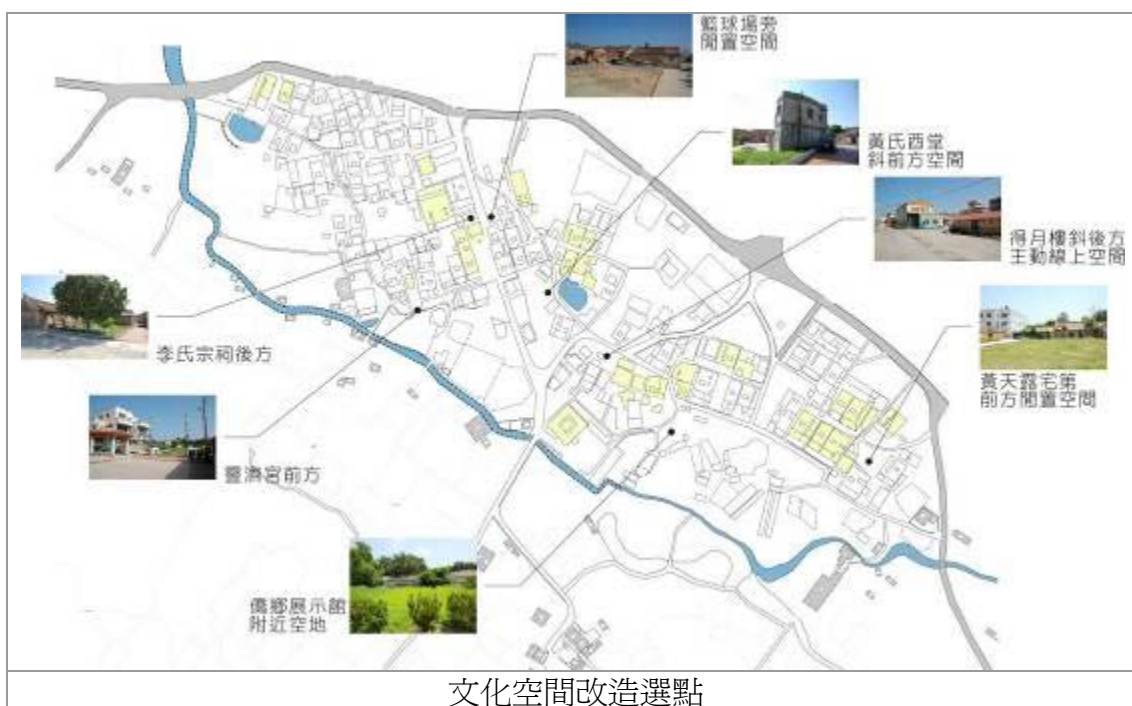 籃球場旁
閒置空間
黃氏酉堂
斜前方空間
得月樓斜後方
主動線上空間
黃天露宅第
前方閒置空間
李氏宗祠後方
靈濟宮前方
僑鄉展示館
附近空地
文化空間改造選點